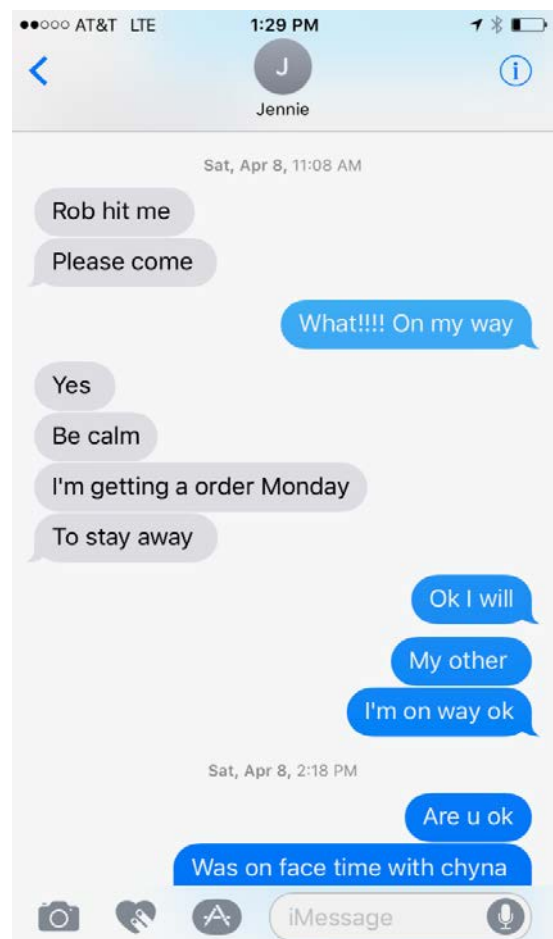 AT&T LTE 1:29 PM
J
Jennie
Sat, Apr 8, 11:08 AM
Rob hit me
Please come
What!!!! On my way
Yes
Be calm
I'm getting a order Monday
To stay away
Ok I will
My other
I'm on way ok
Sat, Apr 8, 2:18 PM
Are u ok
Was on face time with chyna
iMessage